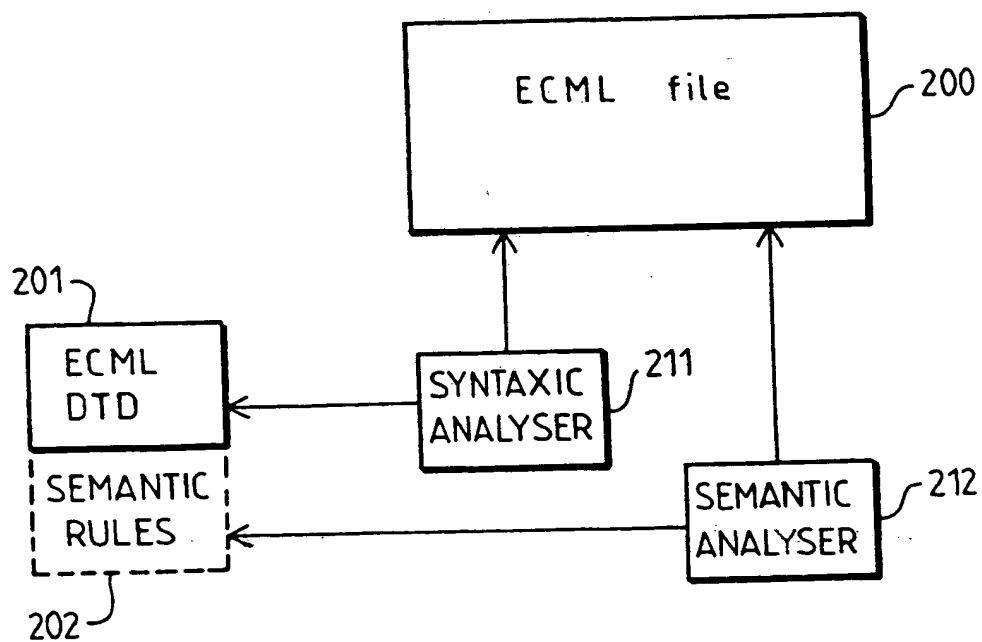 ECML file
200
201
ECML
DTD
SYNTAXIC
ANALYSER
211
SEMANTIC
RULES
202
SEMANTIC
ANALYSER
212